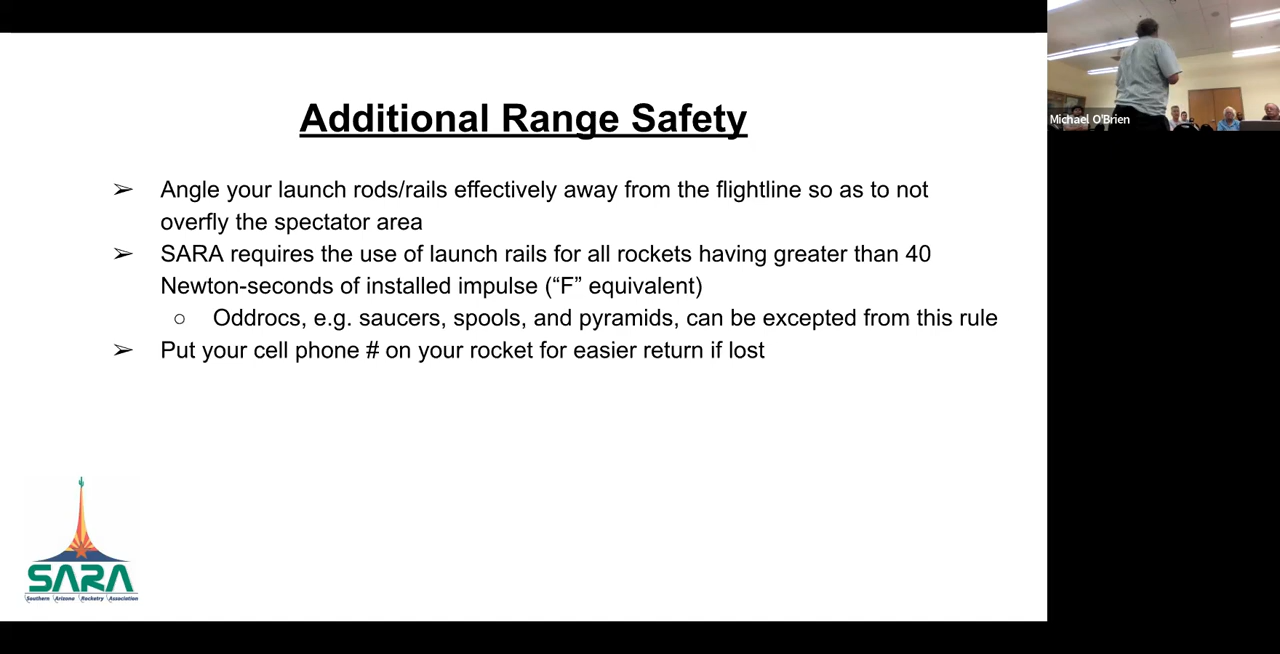 Additional Range Safety
➢ Angle your launch rods/rails effectively away from the flightline so as to not
overfly the spectator area
➢ SARA requires the use of launch rails for all rockets having greater than 40
Newton-seconds of installed impulse (“F” equivalent)
○ Oddrocs, e.g. saucers, spools, and pyramids, can be excepted from this rule
➢ Put your cell phone # on your rocket for easier return if lost
SARA
Southern Arizona Rocketry Association
Michael O'Brien